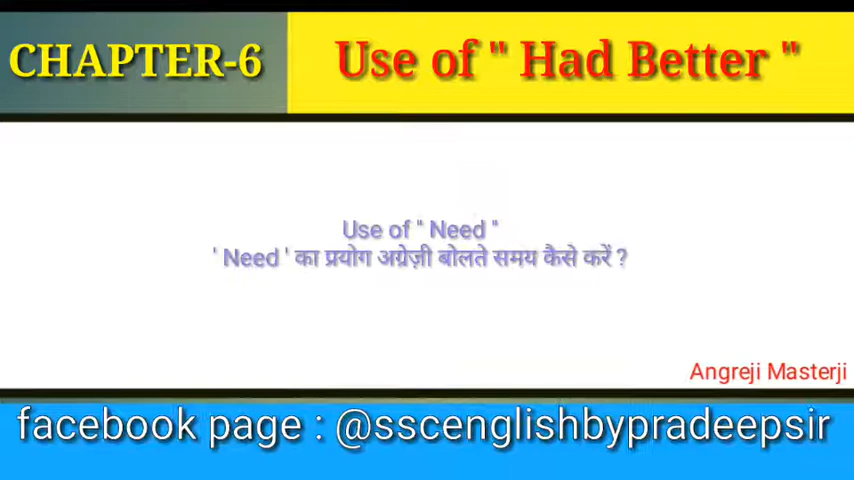 CHAPTER-6
Use of " Had Better "
Use of " Need "
' Need ' का प्रयोग अग्रेज़ी बोलते समय कैसे करें ?
Angreji Masterji
facebook page : @sscenglishbypradeepsir